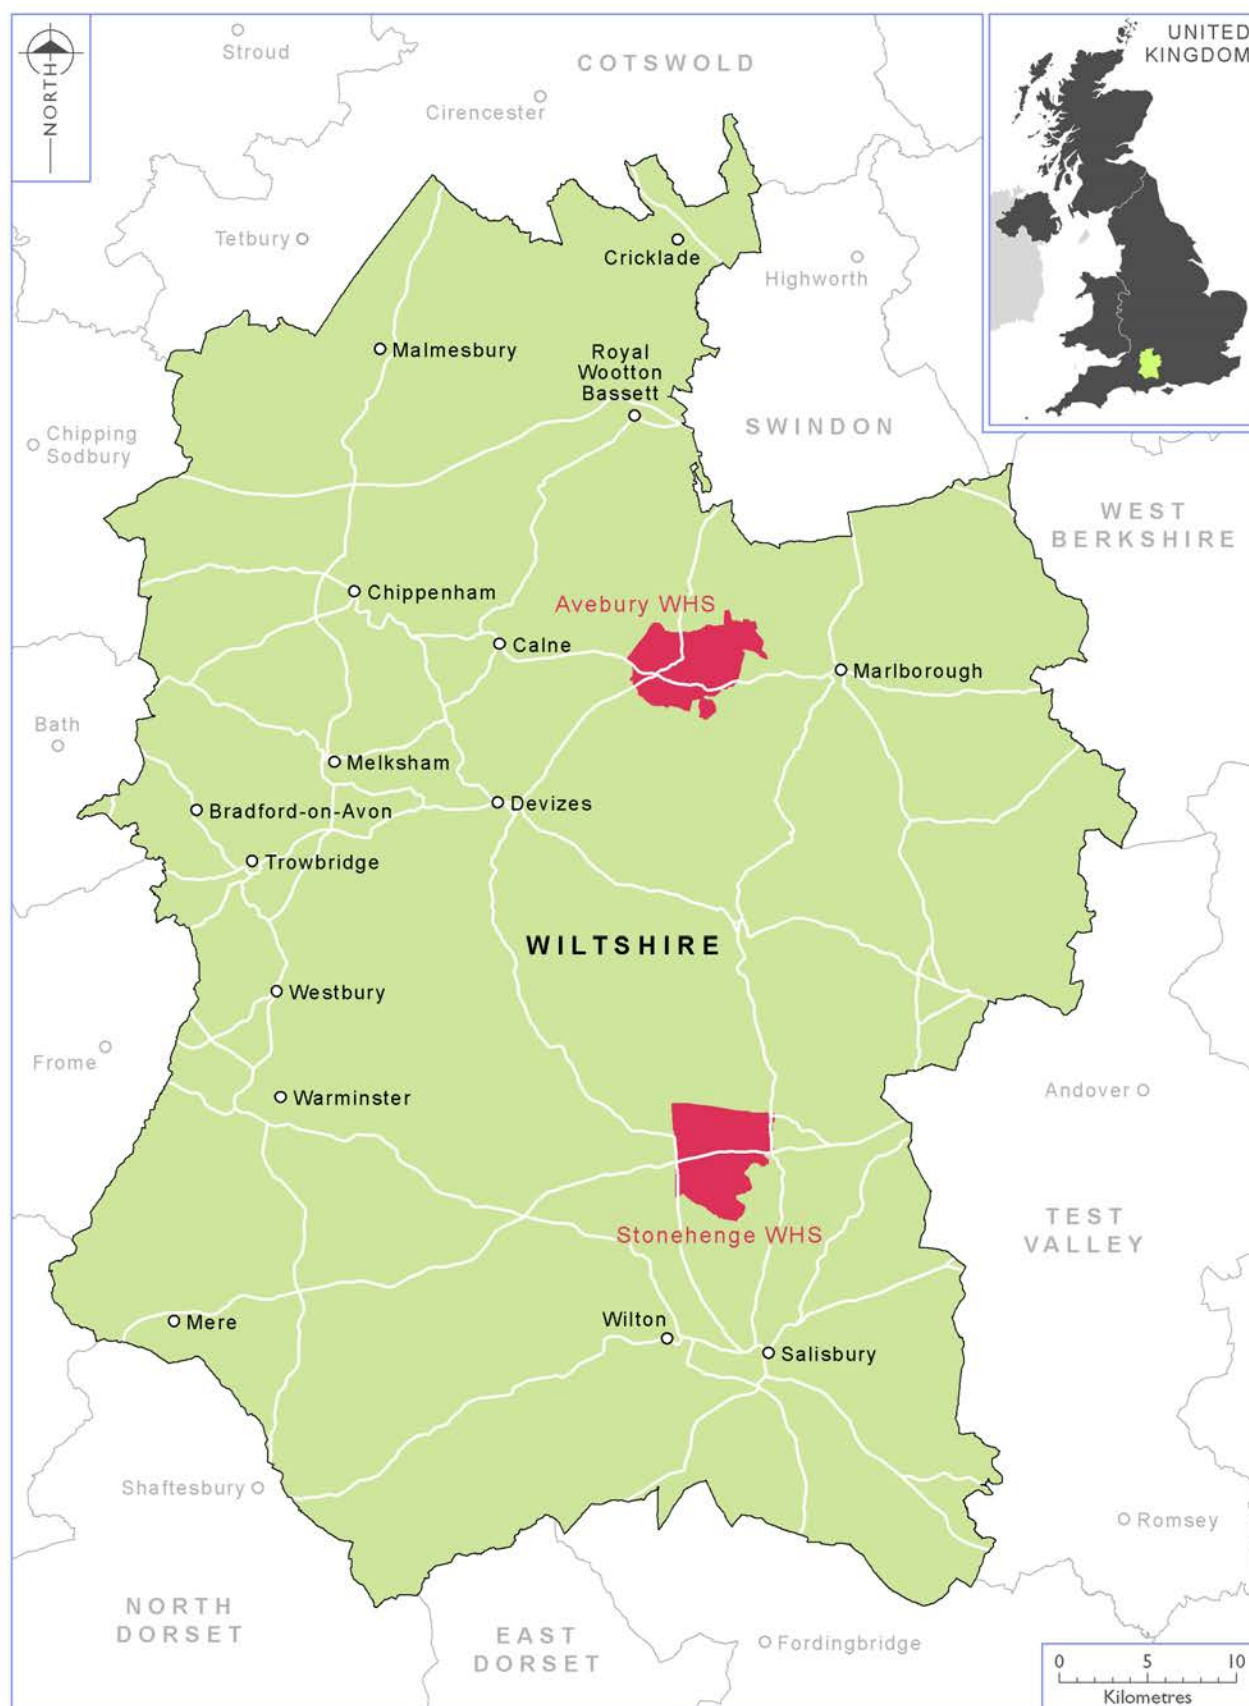 NORTH
Stroud
COTSWOLD
Cirencester
UNITED
KINGDOM
Tetbury
Cricklade
Highworth
Malmesbury
Royal
Wootton
Bassett
Chipping
Sodbury
SWINDON
WEST
BERKSHIRE
Chippenham
Avebury WHS
Calne
Marlborough
Bath
Melksham
Bradford-on-Avon
Devizes
Trowbridge
WILTSHIRE
Westbury
Frome
Warminster
Andover
TEST
VALLEY
Stonehenge WHS
Mere
Wilton
Salisbury
Shaftesbury
Romsey
NORTH
DORSET
EAST
DORSET
Fordingbridge
0 5 10
Kilometres